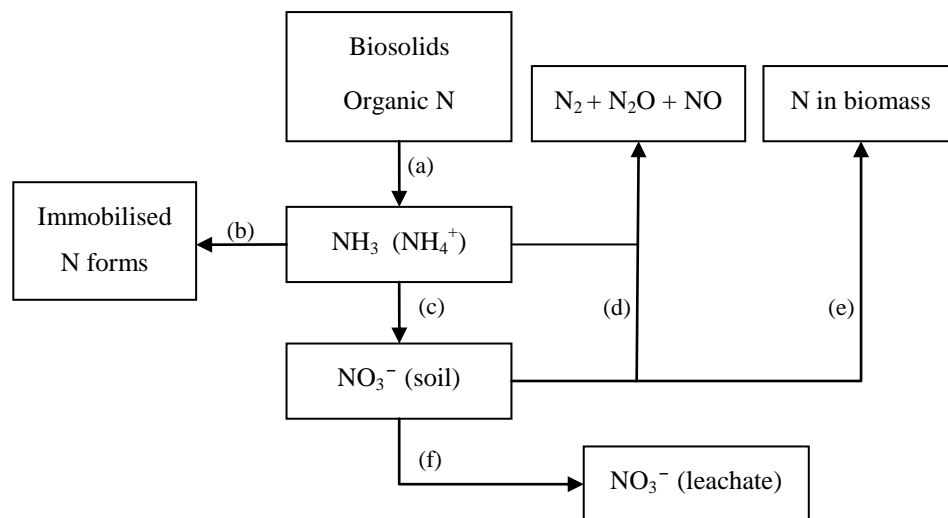 Biosolids
Organic N
N₂ + N₂O + NO
N in biomass
(a)
Immobilised
N forms
(b)
NH₃ (NH₄⁺)
(c)
(d)
(e)
NO₃⁻ (soil)
(f)
NO₃⁻ (leachate)